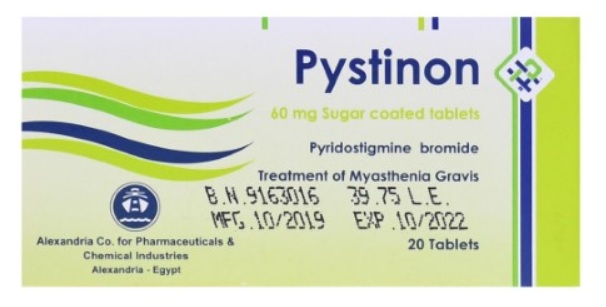 Pystinon
60 mg Sugar coated tablets
Pyridostigmine bromide
Treatment of Myasthenia Gravis
B.N.9163016 39.75 L.E.
MFG.10/2019 EXP.10/2022
20 Tablets
Alexandria Co. for Pharmaceuticals &
Chemical Industries
Alexandria - Egypt